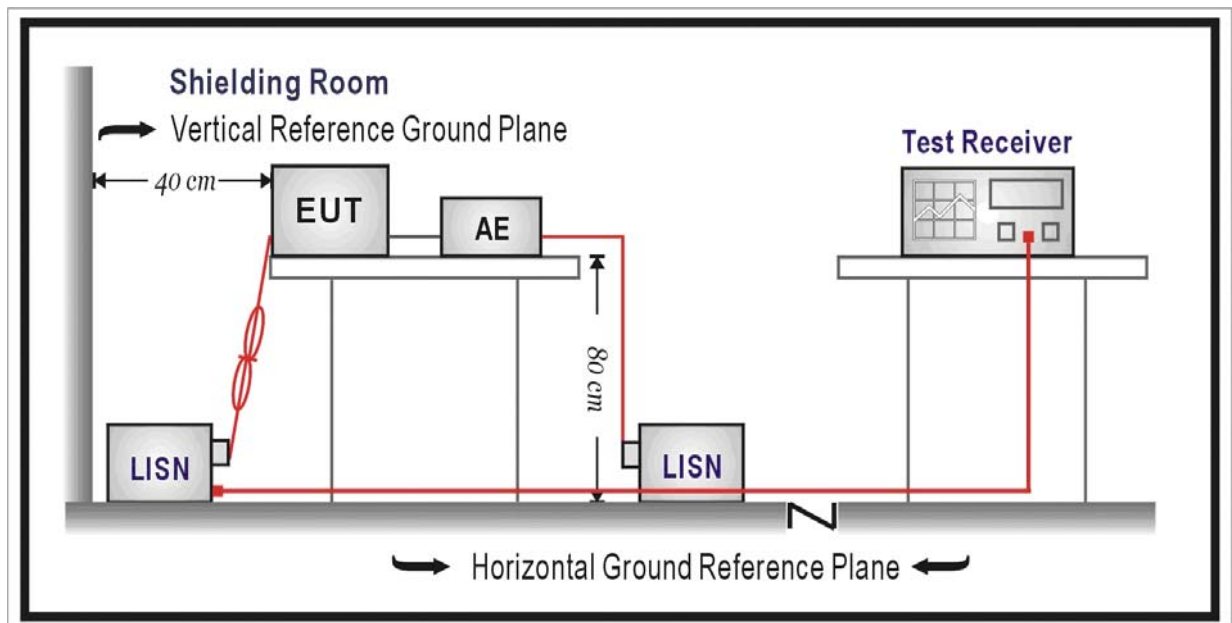 Shielding Room
Vertical Reference Ground Plane
Test Receiver
40 cm
EUT
AE
80 cm
LISN
LISN
Horizontal Ground Reference Plane